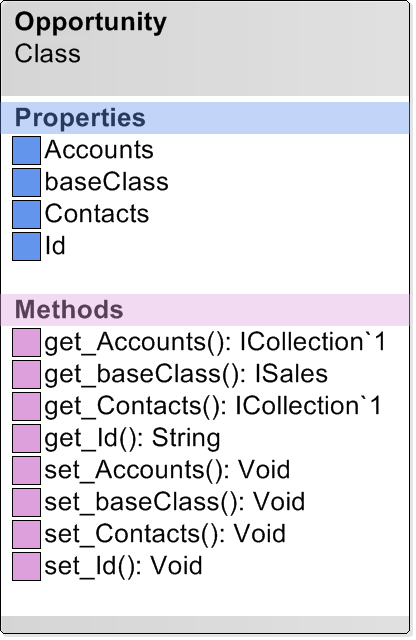 Opportunity
Class
Properties
Accounts
baseClass
Contacts
Id
Methods
get_Accounts(): ICollection`1
get_baseClass(): ISales
get_Contacts(): ICollection`1
get_Id(): String
set_Accounts(): Void
set_baseClass(): Void
set_Contacts(): Void
set_Id(): Void